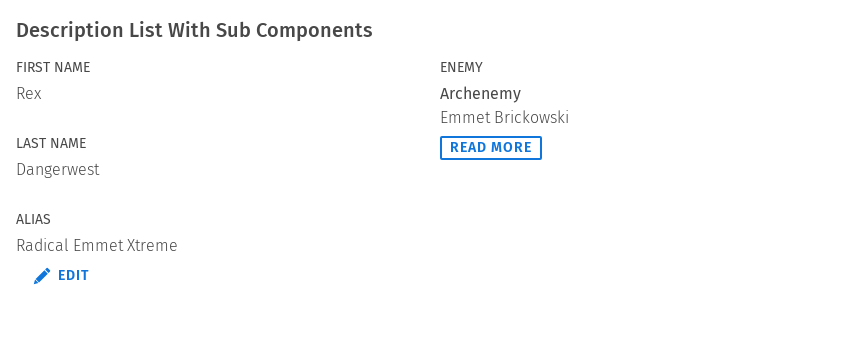 Description List With Sub Components
FIRST NAME
Rex
LAST NAME
Dangerwest
ALIAS
Radical Emmet Xtreme
EDIT
ENEMY
Archenemy
Emmet Brickowski
READ MORE